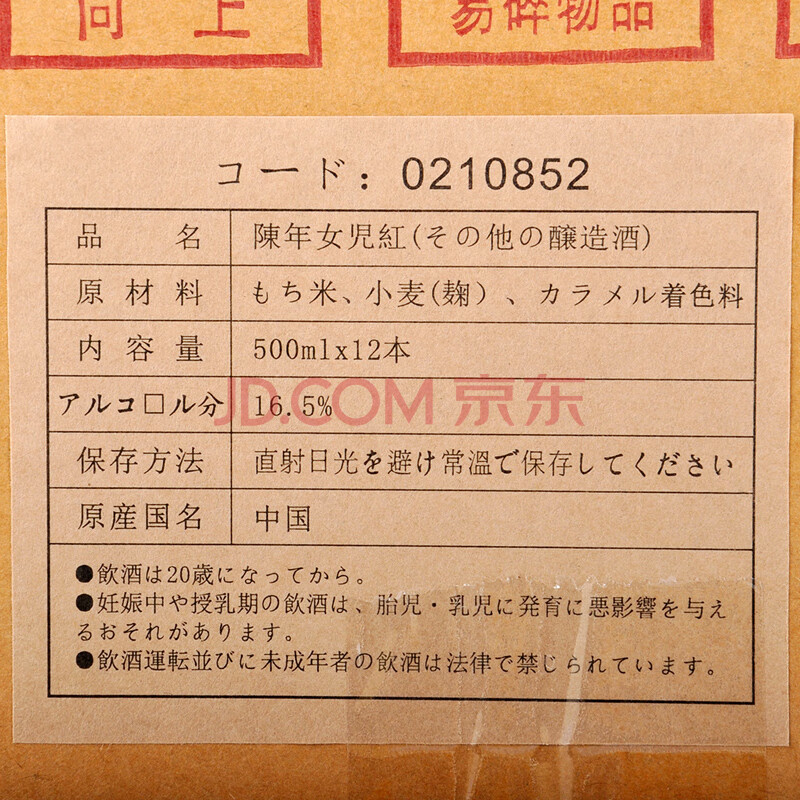 向 上
易碎物品
コード：0210852
品 名 陳年女児紅(その他の醸造酒)
原 材 料 もち米、小麦(麹)、カラメル着色料
内 容 量 500mlx12本
アルコ□ル分 16.5%
JD.COM 京东
保存方法 直射日光を避け常溫で保存してください
原産国名 中国
●飲酒は20歳になってから。
●妊娠中や授乳期の飲酒は、胎児・乳児に発育に悪影響を与え
るおそれがあります。
●飲酒運転並びに未成年者の飲酒は法律で禁じられています。